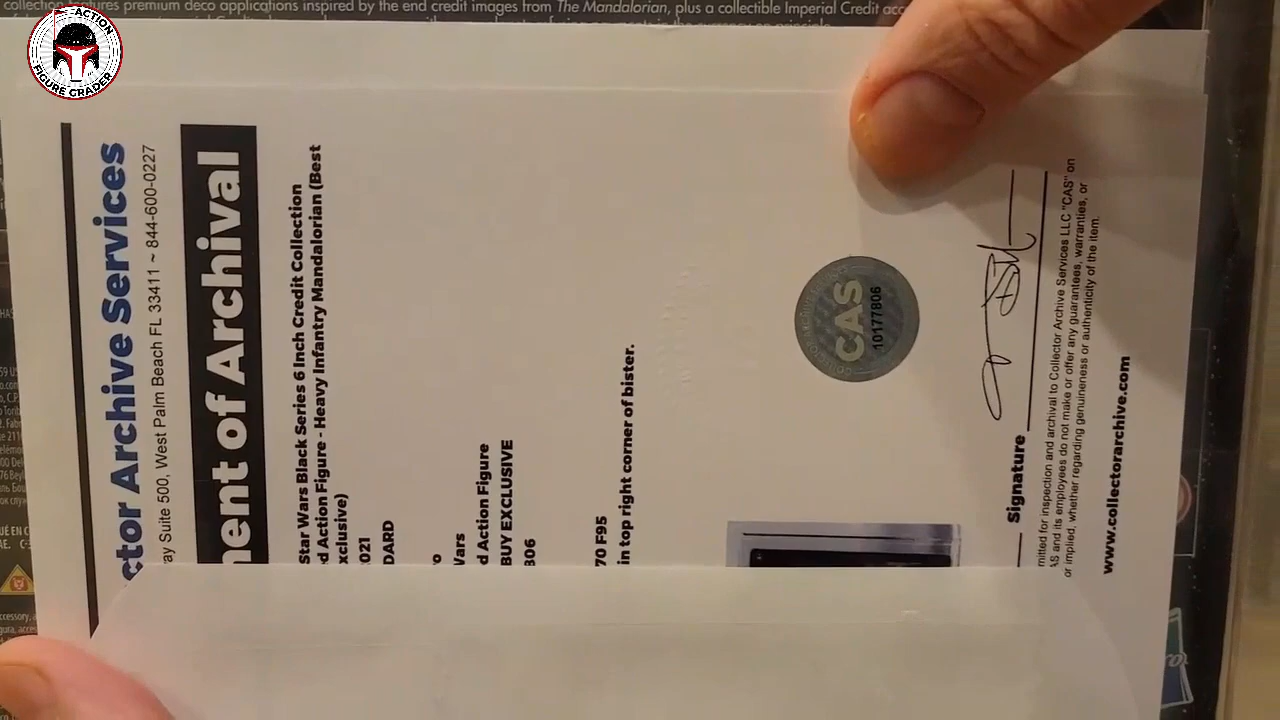 collection features premium deco applications inspired by the end credit images from The Mandalorian, plus a collectible Imperial Credit
ACTION
FIGURE GRADER
ctor Archive Services
ay Suite 500, West Palm Beach FL 33411 ~ 844-600-0227
ment of Archival
Star Wars Black Series 6 Inch Credit Collection
d Action Figure - Heavy Infantry Mandalorian (Best
xclusive)
021
DARD
o
Wars
d Action Figure
BUY EXCLUSIVE
806
70 F95
in top right corner of bister.
CAS
10177806
Signature
mitted for inspection and archival to Collector Archive Services LLC "CAS" on
AS and its employees do not make or offer any guarantees, warranties, or
or implied, whether regarding genuineness or authenticity of the item.
www.collectorarchive.com